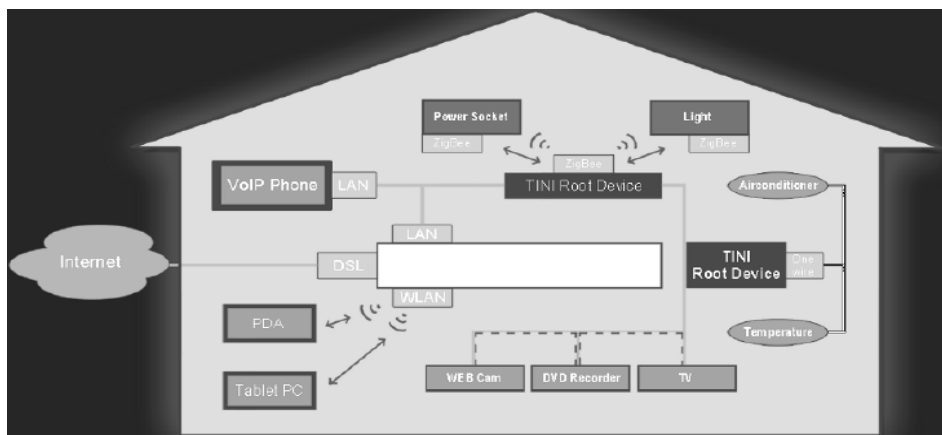 Power Socket
ZigBee
Light
ZigBee
ZigBee
TINI Root Device
VoIP Phone
LAN
Airconditioner
LAN
Internet
DSL
TINI
Root Device
One
wire
WLAN
PDA
Temperature
Tablet PC
WEB Cam
DVD Recorder
TV